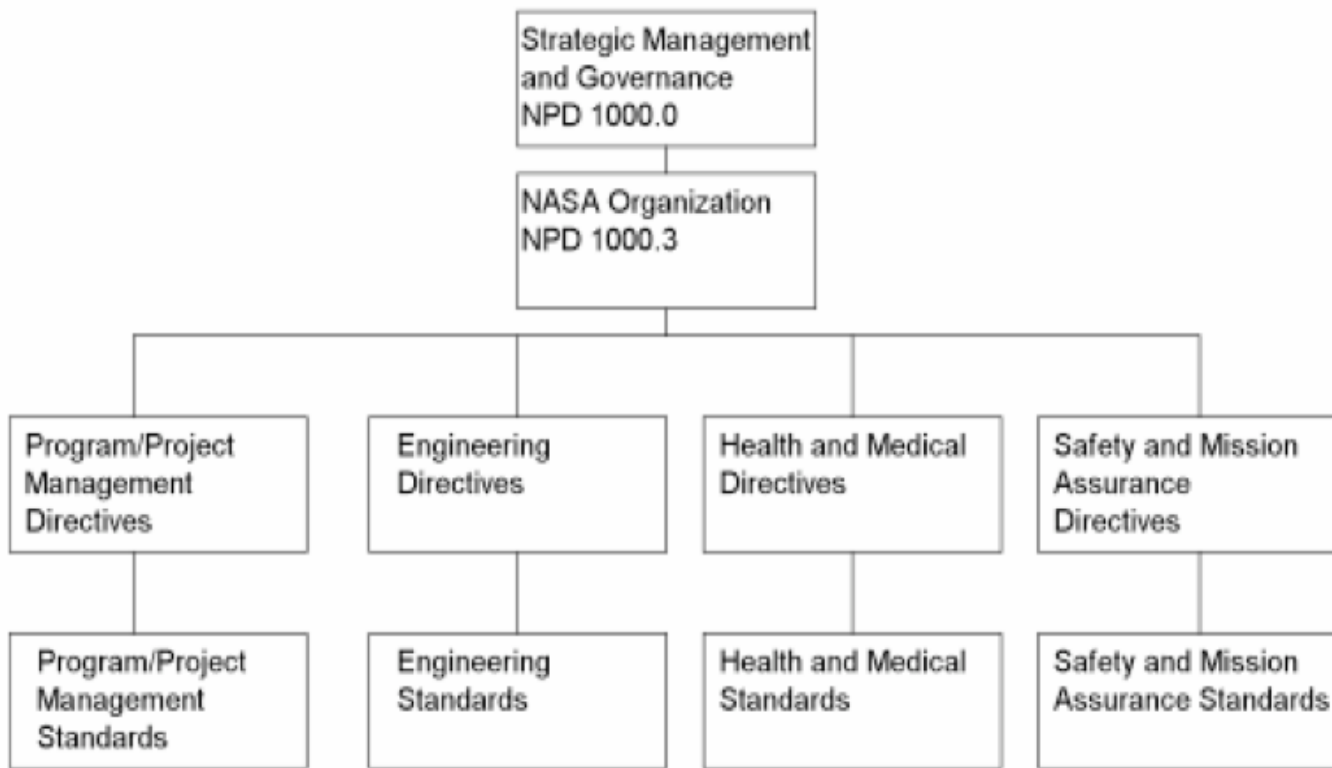 Strategic Management
and Governance
NPD 1000.0
NASA Organization
NPD 1000.3
Program/Project
Management
Directives
Engineering
Directives
Health and Medical
Directives
Safety and Mission
Assurance
Directives
Program/Project
Management
Standards
Engineering
Standards
Health and Medical
Standards
Safety and Mission
Assurance Standards